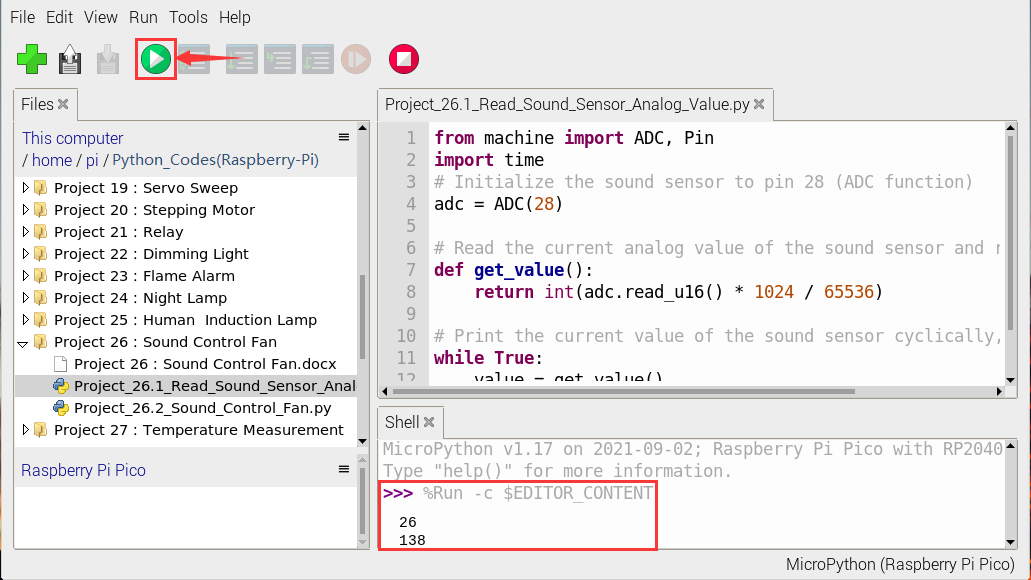 File Edit View Run Tools Help
Files
This computer
/ home / pi / Python_Codes(Raspberry-Pi)
Project 19 : Servo Sweep
Project 20 : Stepping Motor
Project 21 : Relay
Project 22 : Dimming Light
Project 23 : Flame Alarm
Project 24 : Night Lamp
Project 25 : Human  Induction Lamp
Project 26 : Sound Control Fan
Project 26 : Sound Control Fan.docx
Project_26.1_Read_Sound_Sensor_Anal
Project_26.2_Sound_Control_Fan.py
Project 27 : Temperature Measurement
Raspberry Pi Pico
Project_26.1_Read_Sound_Sensor_Analog_Value.py
1 from machine import ADC, Pin
2 import time
3 # Initialize the sound sensor to pin 28 (ADC function)
4 adc = ADC(28)
5
6 # Read the current analog value of the sound sensor and
7 def get_value():
8     return int(adc.read_u16() * 1024 / 65536)
9
10 # Print the current value of the sound sensor cyclically,
11 while True:
12     value = get_value()
Shell
MicroPython v1.17 on 2021-09-02; Raspberry Pi Pico with RP2040
Type "help()" for more information.
>>> %Run -c $EDITOR_CONTENT
26
138
MicroPython (Raspberry Pi Pico)